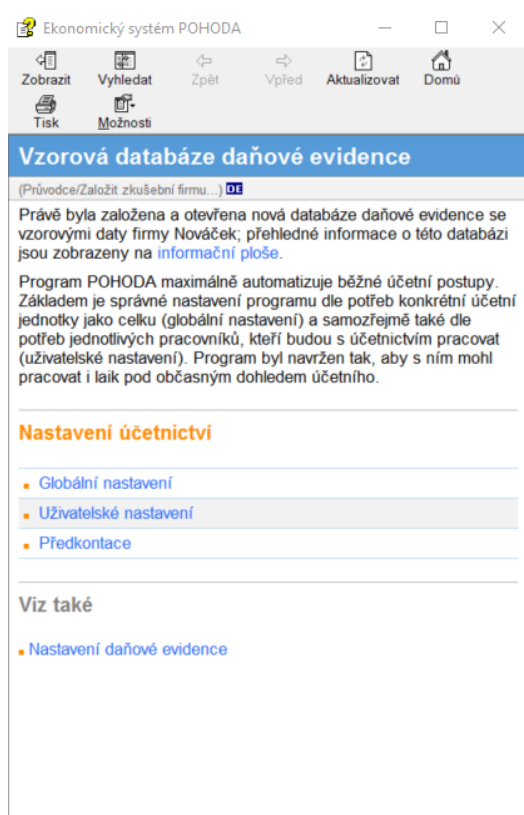 Ekonomický systém POHODA
Zobrazit Vyhledat Zpět Vpřed Aktualizovat Domů
Tisk Možnosti
Vzorová databáze daňové evidence
(Průvodce/Založit zkušební firmu...) DE
Právě byla založena a otevřena nová databáze daňové evidence se
vzorovými daty firmy Nováček; přehledné informace o této databázi
jsou zobrazeny na informační ploše.
Program POHODA maximálně automatizuje běžné účetní postupy.
Základem je správné nastavení programu dle potřeb konkrétní účetní
jednotky jako celku (globální nastavení) a samozřejmě také dle
potřeb jednotlivých pracovníků, kteří budou s účetnictvím pracovat
(uživatelské nastavení). Program byl navržen tak, aby s ním mohl
pracovat i laik pod občasným dohledem účetního.
Nastavení účetnictví
Globální nastavení
Uživatelské nastavení
Předkontace
Viz také
Nastavení daňové evidence